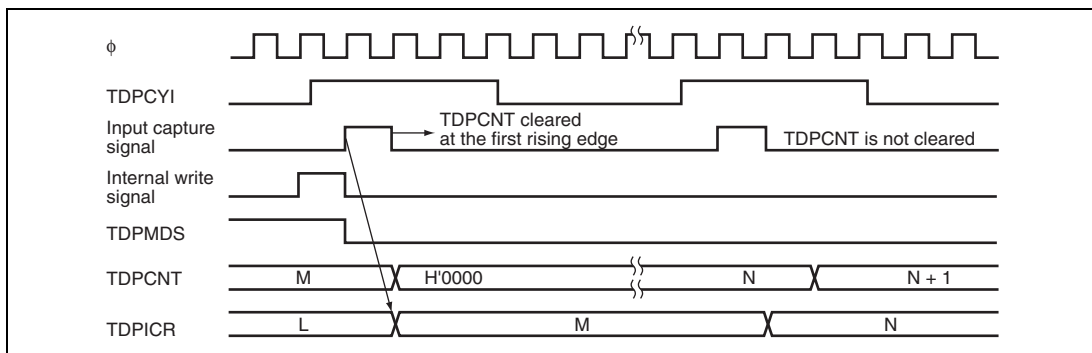 φ
TDPCYI
TDPCNT cleared
at the first rising edge
Input capture
signal
TDPCNT is not cleared
Internal write
signal
TDPMDS
TDPCNT
M
H'0000
N
N + 1
TDPICR
L
M
N